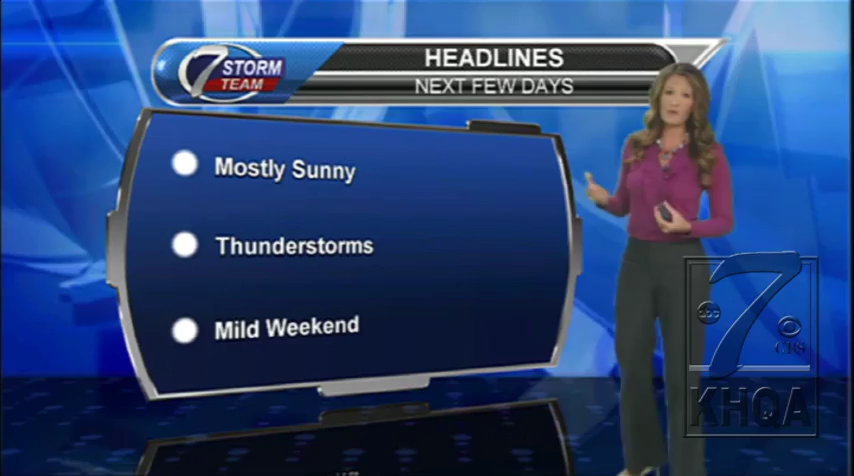 7 STORM
TEAM
HEADLINES
NEXT FEW DAYS
Mostly Sunny
Thunderstorms
Mild Weekend
abc
7
CBS
KHQA